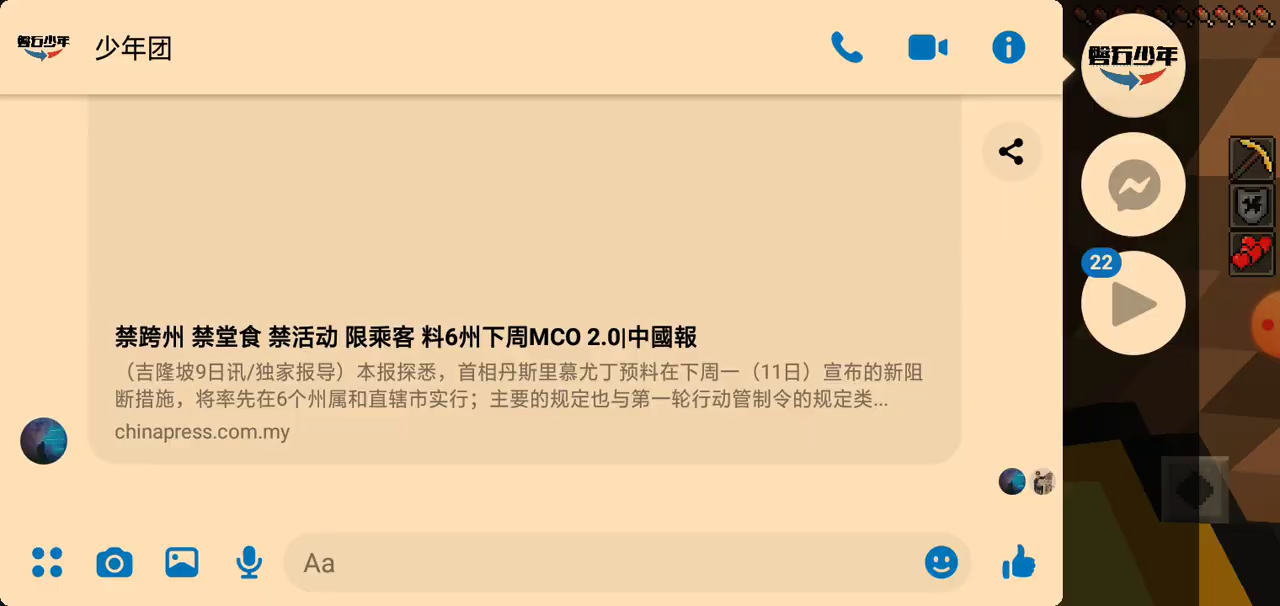 磐石少年
少年团
磐石少年
22
禁跨州 禁堂食 禁活动 限乘客 料6州下周MCO 2.0|中國報
（吉隆坡9日讯/独家报导）本报探悉，首相丹斯里慕尤丁预料在下周一（11日）宣布的新阻
断措施，将率先在6个州属和直辖市实行；主要的规定也与第一轮行动管制令的规定类...
chinapress.com.my
Aa